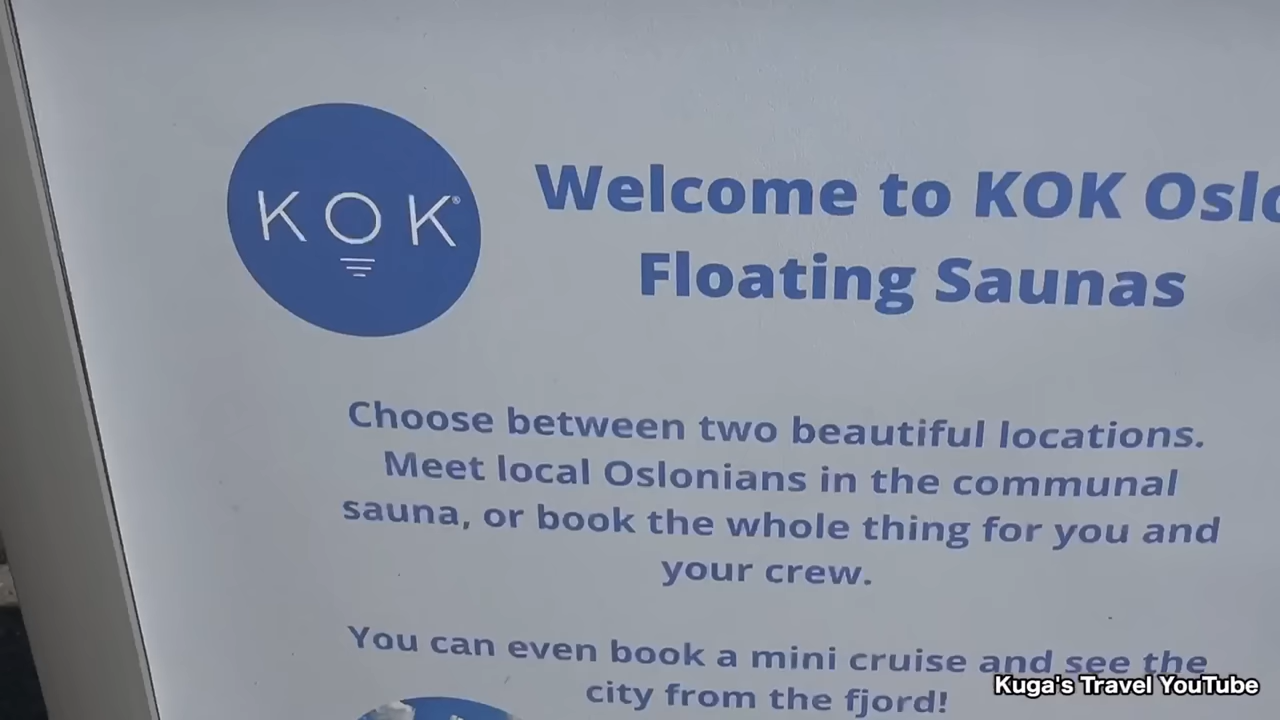 KOK®
Welcome to KOK Oslo
Floating Saunas
Choose between two beautiful locations.
Meet local Oslonians in the communal
sauna, or book the whole thing for you and
your crew.
You can even book a mini cruise and see the
city from the fjord!
Kuga's Travel YouTube